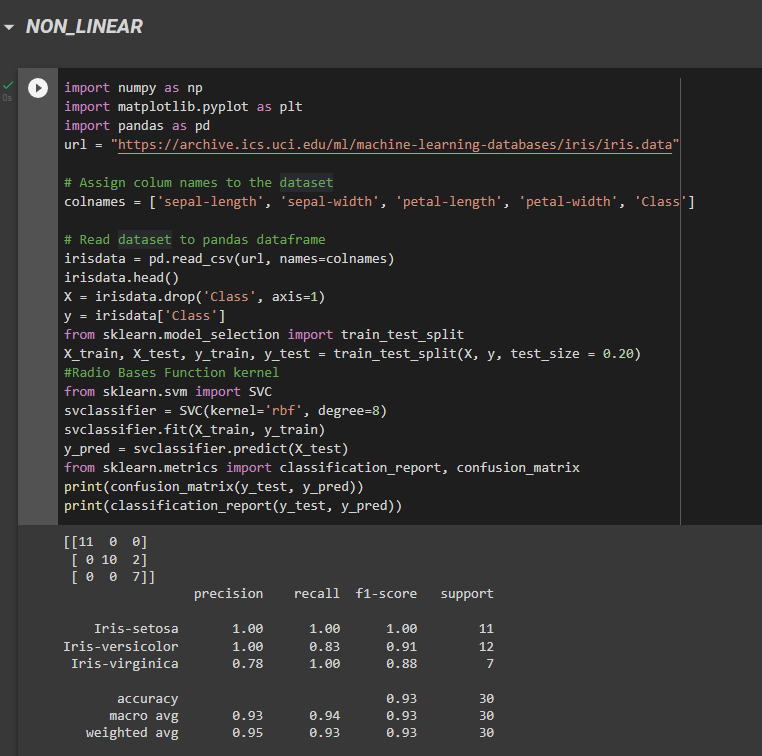 NON_LINEAR
0s
import numpy as np
import matplotlib.pyplot as plt
import pandas as pd
url = "https://archive.ics.uci.edu/ml/machine-learning-databases/iris/iris.data"
# Assign colum names to the dataset
colnames = ['sepal-length', 'sepal-width', 'petal-length', 'petal-width', 'Class']
# Read dataset to pandas dataframe
irisdata = pd.read_csv(url, names=colnames)
irisdata.head()
X = irisdata.drop('Class', axis=1)
y = irisdata['Class']
from sklearn.model_selection import train_test_split
X_train, X_test, y_train, y_test = train_test_split(X, y, test_size = 0.20)
#Radio Bases Function kernel
from sklearn.svm import SVC
svclassifier = SVC(kernel='rbf', degree=8)
svclassifier.fit(X_train, y_train)
y_pred = svclassifier.predict(X_test)
from sklearn.metrics import classification_report, confusion_matrix
print(confusion_matrix(y_test, y_pred))
print(classification_report(y_test, y_pred))
[[11  0  0]
 [ 0 10  2]
 [ 0  0  7]]
                 precision    recall  f1-score   support
    Iris-setosa       1.00      1.00      1.00        11
Iris-versicolor       1.00      0.83      0.91        12
 Iris-virginica       0.78      1.00      0.88         7
       accuracy                           0.93        30
      macro avg       0.93      0.94      0.93        30
   weighted avg       0.95      0.93      0.93        30